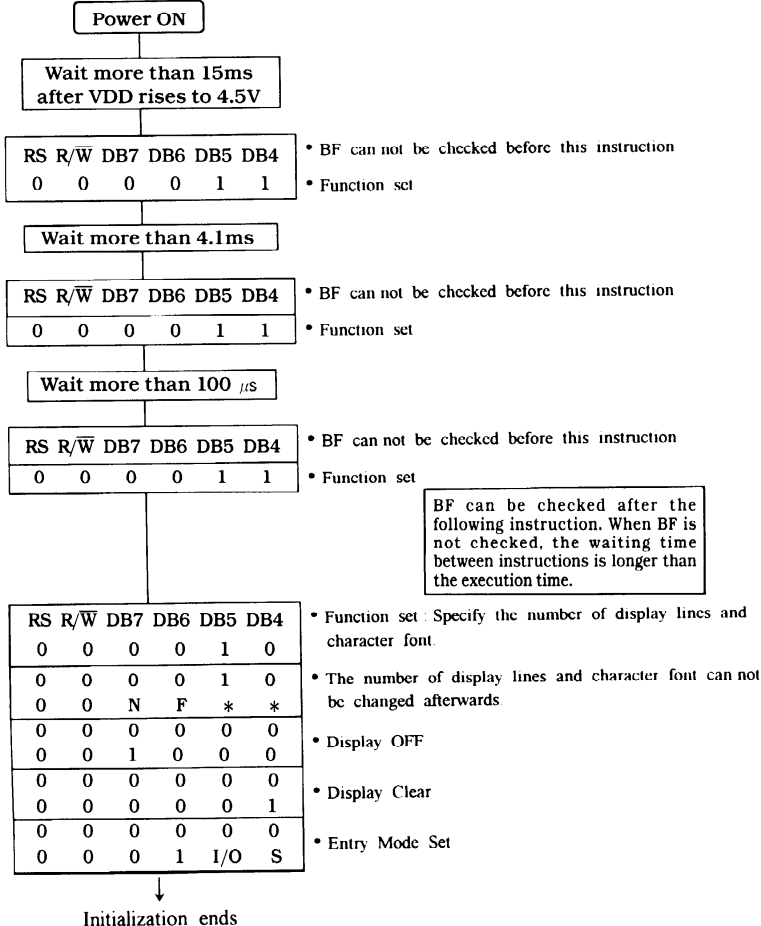 Power ON
Wait more than 15ms
after VDD rises to 4.5V
RS R/W̅ DB7 DB6 DB5 DB4
• BF can not be checked before this instruction
0 0 0 0 1 1
• Function set
Wait more than 4.1ms
RS R/W̅ DB7 DB6 DB5 DB4
• BF can not be checked before this instruction
0 0 0 0 1 1
• Function set
Wait more than 100 μs
RS R/W̅ DB7 DB6 DB5 DB4
• BF can not be checked before this instruction
0 0 0 0 1 1
• Function set
BF can be checked after the
following instruction. When BF is
not checked, the waiting time
between instructions is longer than
the execution time.
RS R/W̅ DB7 DB6 DB5 DB4
• Function set : Specify the number of display lines and
character font.
0 0 0 0 1 0
0 0 0 0 1 0
• The number of display lines and character font can not
be changed afterwards
0 0 N F * *
0 0 0 0 0 0
• Display OFF
0 0 1 0 0 0
0 0 0 0 0 0
• Display Clear
0 0 0 0 0 1
0 0 0 0 0 0
• Entry Mode Set
0 0 0 1 I/O S
Initialization ends